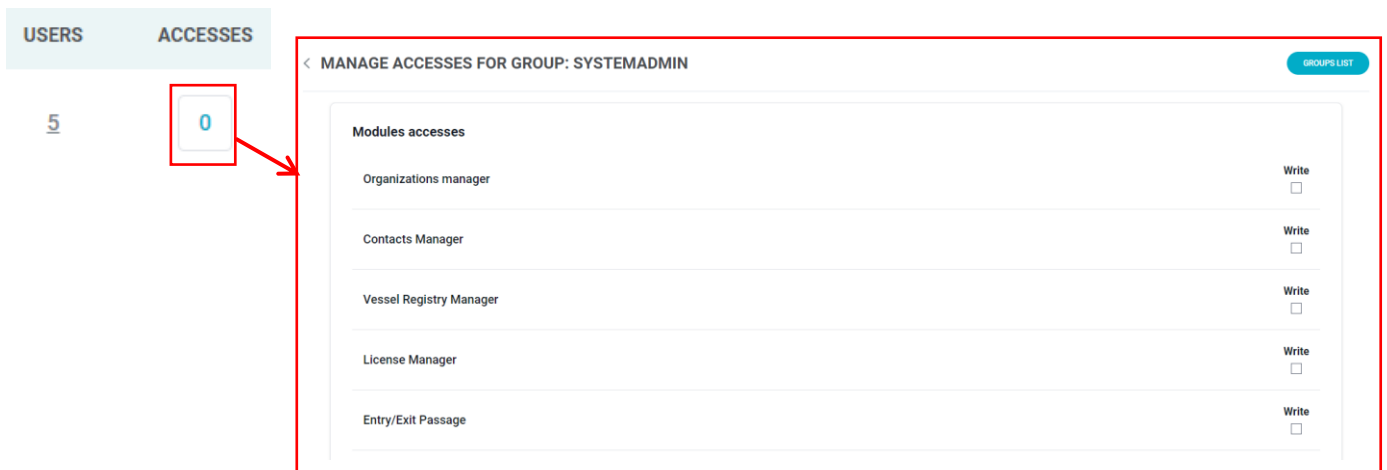 USERS ACCESSES
5 0
< MANAGE ACCESSES FOR GROUP: SYSTEMADMIN
GROUPS LIST
Modules accesses
Organizations manager
Write
Contacts Manager
Write
Vessel Registry Manager
Write
License Manager
Write
Entry/Exit Passage
Write